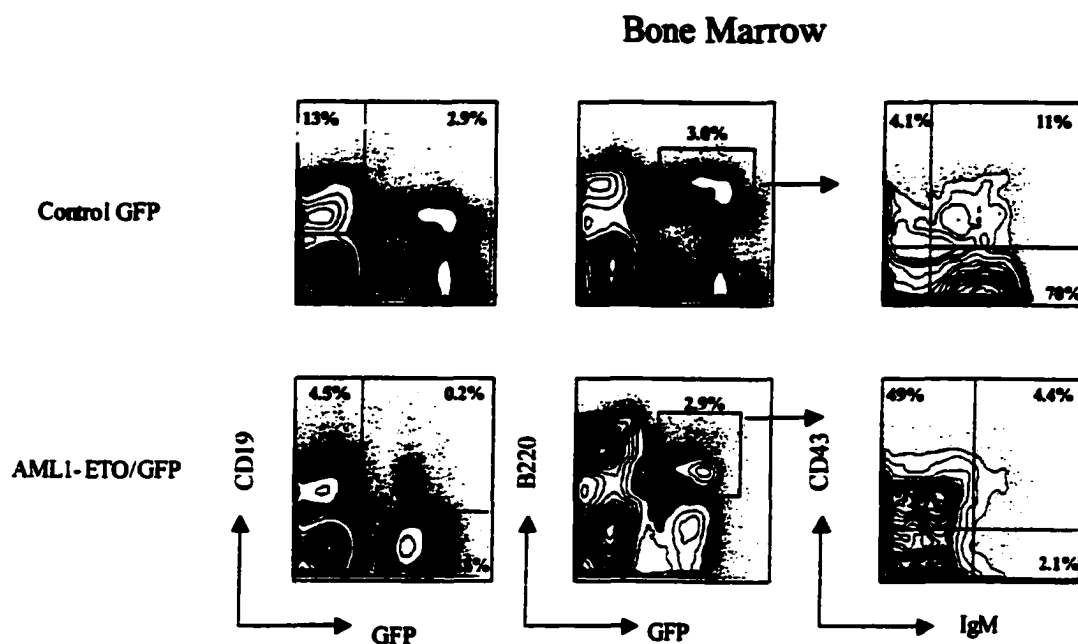 Bone Marrow
13% 2.9% 3.0% 4.1% 11%
Control GFP
78%
4.5% 0.2% 2.9% 49% 4.4%
AML1-ETO/GFP
CD19
B220
CD43
2.1%
GFP
GFP
IgM